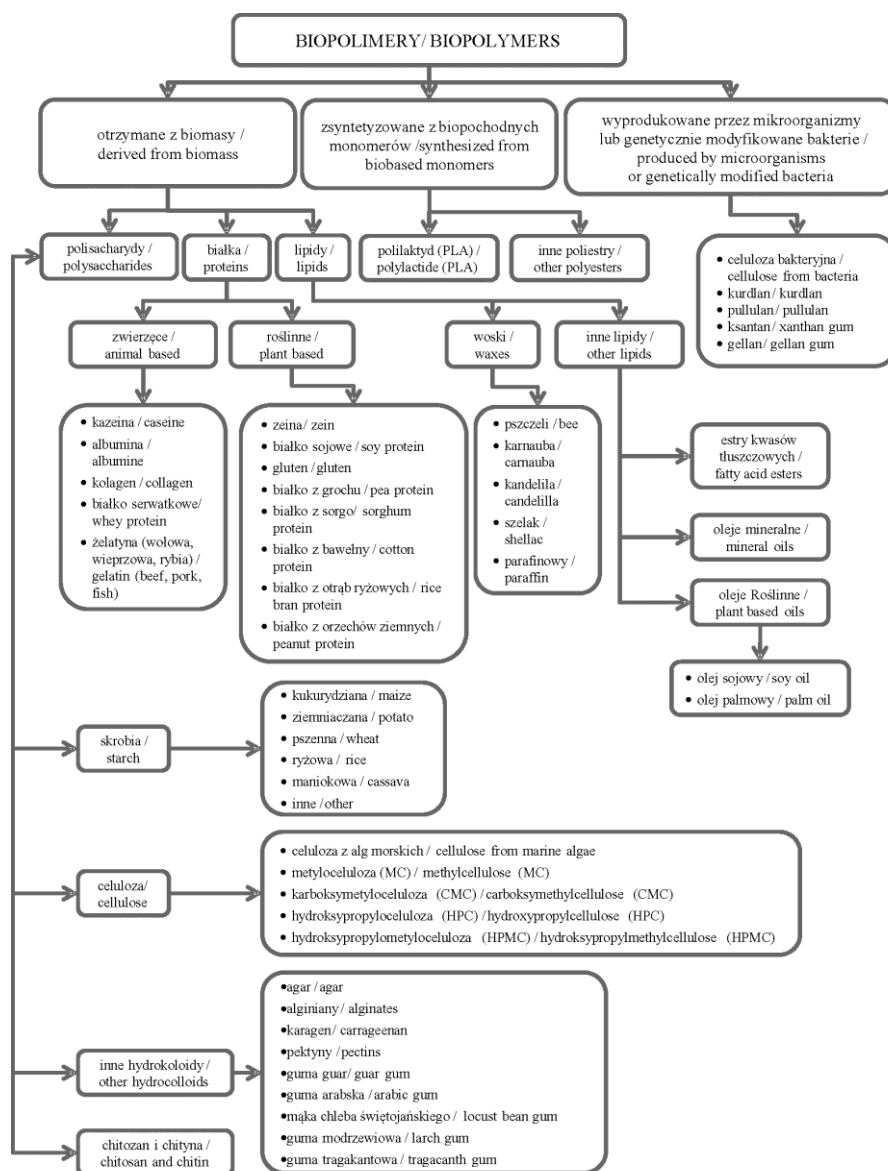 BIOPOLIMERY/ BIOPOLYMERS
otrzymane z biomasy /
derived from biomass
zsyntetyzowane z biopochodnych
monomerów /synthesized from
biobased monomers
wyprodukowane przez mikroorganizmy
lub genetycznie modyfikowane bakterie /
produced by microorganisms
or genetically modified bacteria
polisacharydy /
polysaccharides
białka /
proteins
lipidy /
lipids
polilaktyd (PLA) /
polylactide (PLA)
inne poliestry /
other polyesters
• celuloza bakteryjna /
cellulose from bacteria
• kurdlan / kurdlan
• pullulan / pullulan
• ksantan / xanthan gum
• gellan / gellan gum
zwierzęce /
animal based
roślinne /
plant based
woski /
waxes
inne lipidy /
other lipids
• kazeina / caseine
• albumina /
albumine
• kolagen / collagen
• białko serwatkowe/
whey protein
• żelatyna (wołowa,
wieprzowa, rybia) /
gelatin (beef, pork,
fish)
• zeina/ zein
• białko sojowe / soy protein
• gluten /gluten
• białko z grochu / pea protein
• białko z sorgo/ sorghum
protein
• białko z bawełny / cotton
protein
• białko z otrąb ryżowych / rice
bran protein
• białko z orzechów ziemnych /
peanut protein
• pszczeli / bee
• karnauba /
carnauba
• kandelila /
candelilla
• szelak /
shellac
• parafinowy /
paraffin
estry kwasów
tłuszczowych /
fatty acid esters
oleje mineralne /
mineral oils
oleje Roślinne /
plant based oils
• olej sojowy / soy oil
• olej palmowy / palm oil
skrobia /
starch
• kukurydziana / maize
• ziemniaczana / potato
• pszenna / wheat
• ryżowa / rice
• maniokowa / cassava
• inne / other
celuloza/
cellulose
• celuloza z alg morskich / cellulose from marine algae
• metyloceluloza (MC) / methylcellulose (MC)
• karboksymetyloceluloza (CMC) /carboksymethylcellulose (CMC)
• hydroksypropyloceluloza (HPC) /hydroxypropylcellulose (HPC)
• hydroksypropylometyloceluloza (HPMC) /hydroksypropylmethylcellulose (HPMC)
inne hydrokoloidy /
other hydrocolloids
•agar /agar
•alginiany / alginates
•karagen/ carrageenan
•pektyny /pectins
•guma guar/ guar gum
•guma arabska / arabic gum
•mąka chleba świętojańskiego / locust bean gum
•guma modrzewiowa / larch gum
•guma tragakantowa / tragacanth gum
chitozan i chityna /
chitosan and chitin